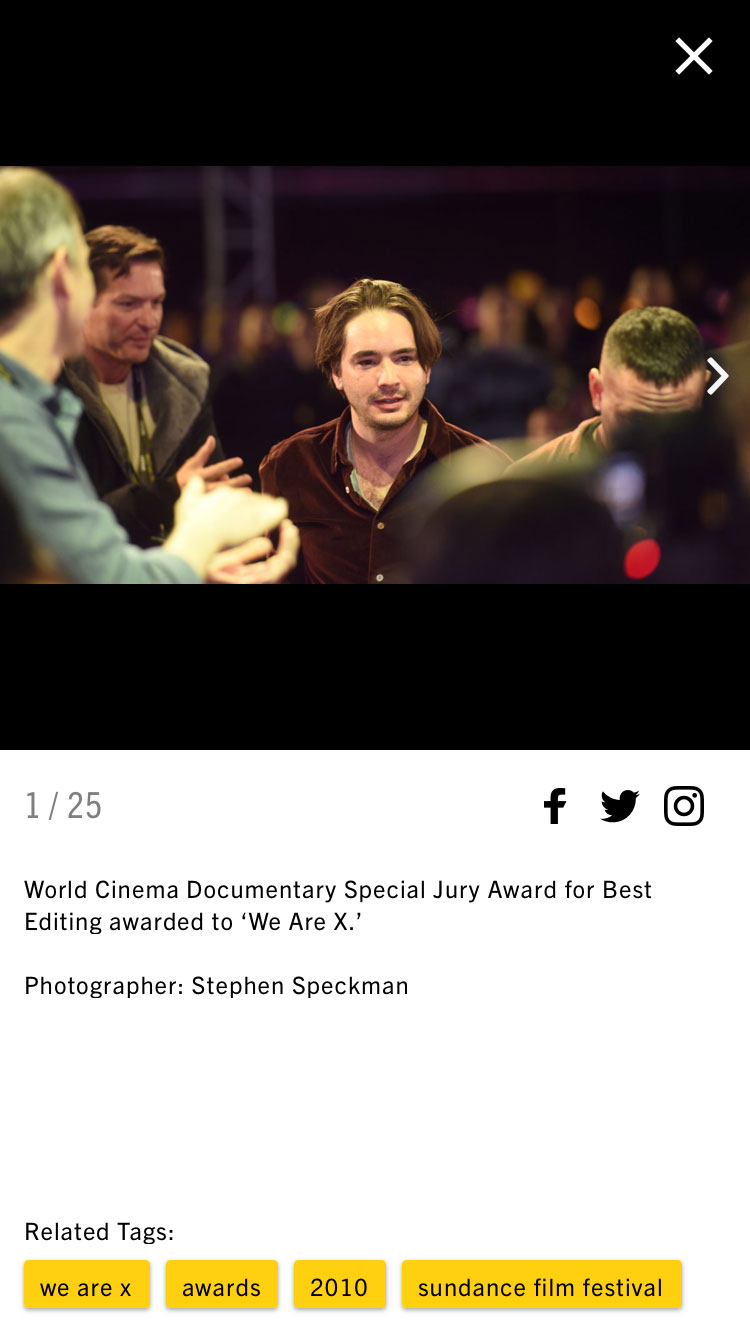 1 / 25
World Cinema Documentary Special Jury Award for Best
Editing awarded to ‘We Are X.’
Photographer: Stephen Speckman
Related Tags:
we are x awards 2010 sundance film festival